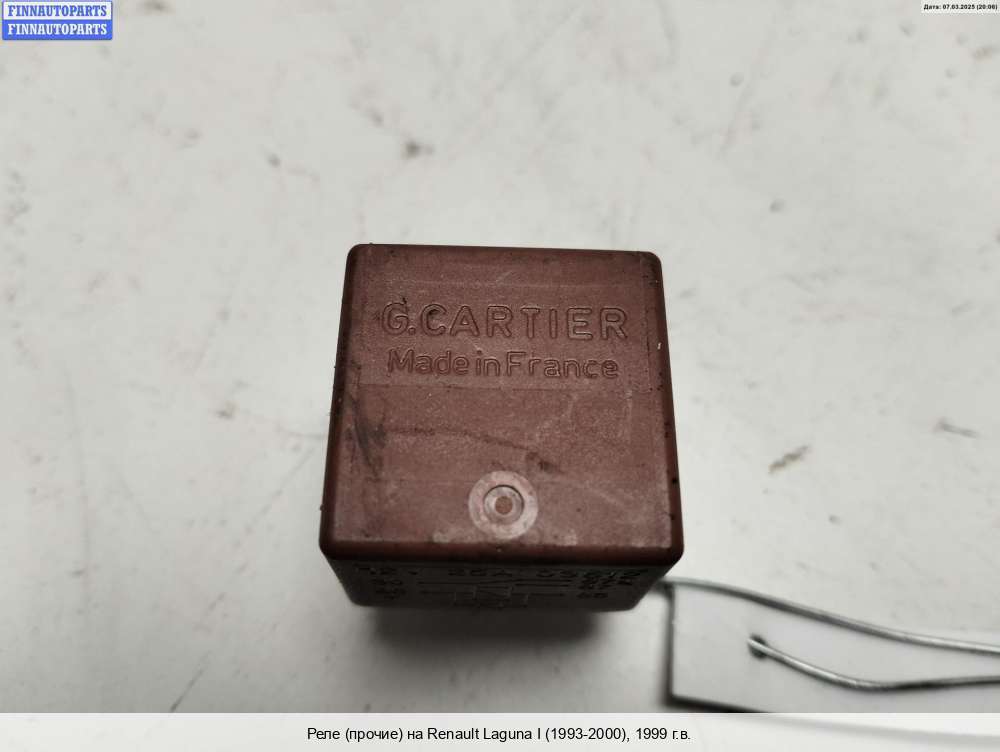 FINNAUTOPARTS
FINNAUTOPARTS
Дата: 07.03.2025 (20:06)
G.CARTIER
Made in France
Реле (прочие) на Renault Laguna I (1993-2000), 1999 г.в.